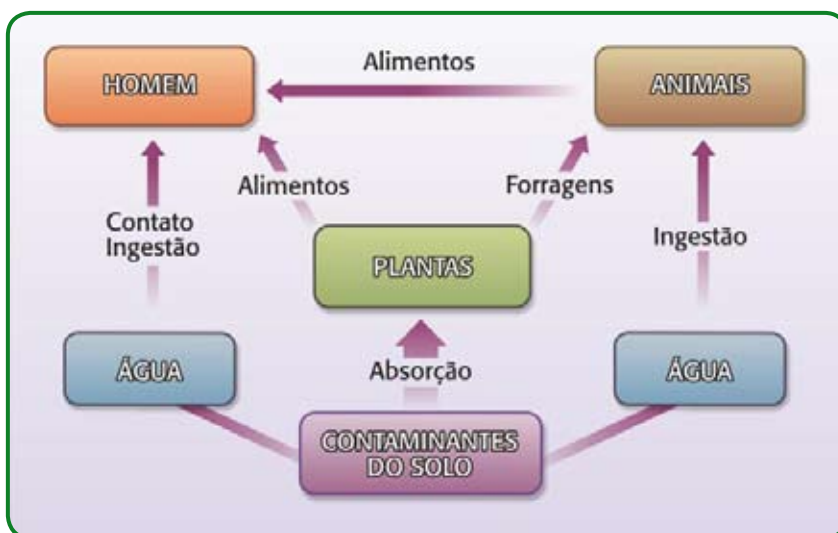 HOMEM
Alimentos
ANIMAIS
Alimentos
Forragens
Contato
Ingestão
PLANTAS
Ingestão
ÁGUA
Absorção
ÁGUA
CONTAMINANTES
DO SOLO